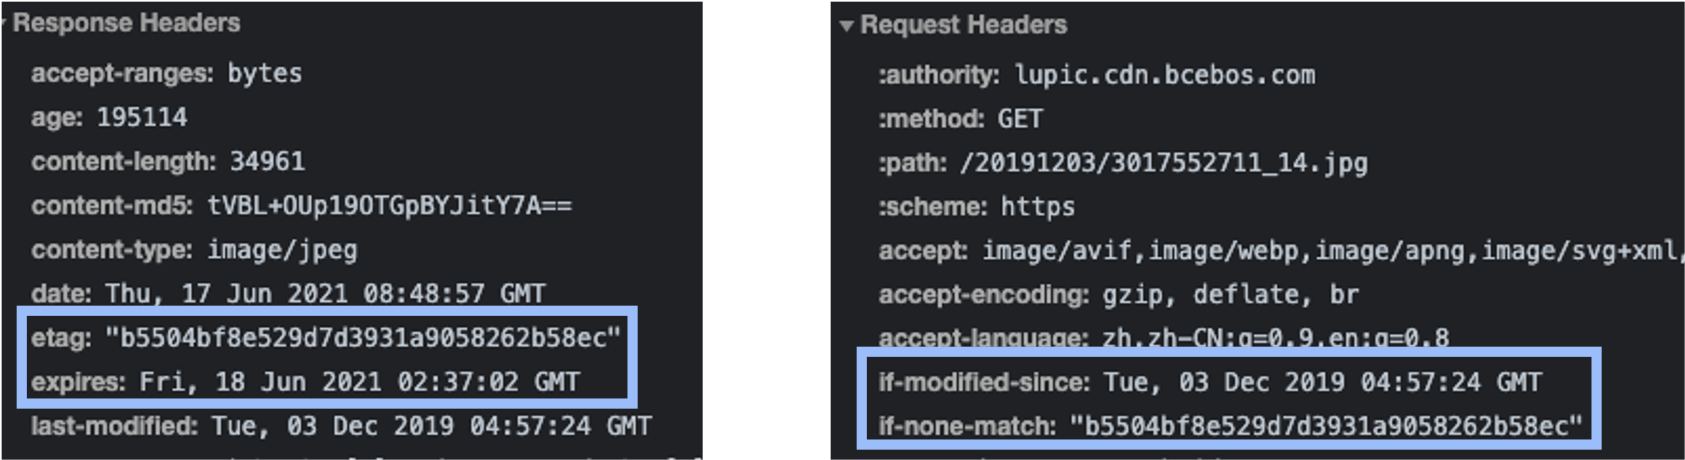 Response Headers
accept-ranges: bytes
age: 195114
content-length: 34961
content-md5: tVBL+OUp19OTGpBYJitY7A==
content-type: image/jpeg
date: Thu, 17 Jun 2021 08:48:57 GMT
etag: "b5504bf8e529d7d3931a9058262b58ec"
expires: Fri, 18 Jun 2021 02:37:02 GMT
last-modified: Tue, 03 Dec 2019 04:57:24 GMT
Request Headers
:authority: lupic.cdn.bcebos.com
:method: GET
:path: /20191203/3017552711_14.jpg
:scheme: https
accept: image/avif,image/webp,image/apng,image/svg+xml,
accept-encoding: gzip, deflate, br
accept-language: zh,zh-CN;q=0.9,en;q=0.8
if-modified-since: Tue, 03 Dec 2019 04:57:24 GMT
if-none-match: "b5504bf8e529d7d3931a9058262b58ec"